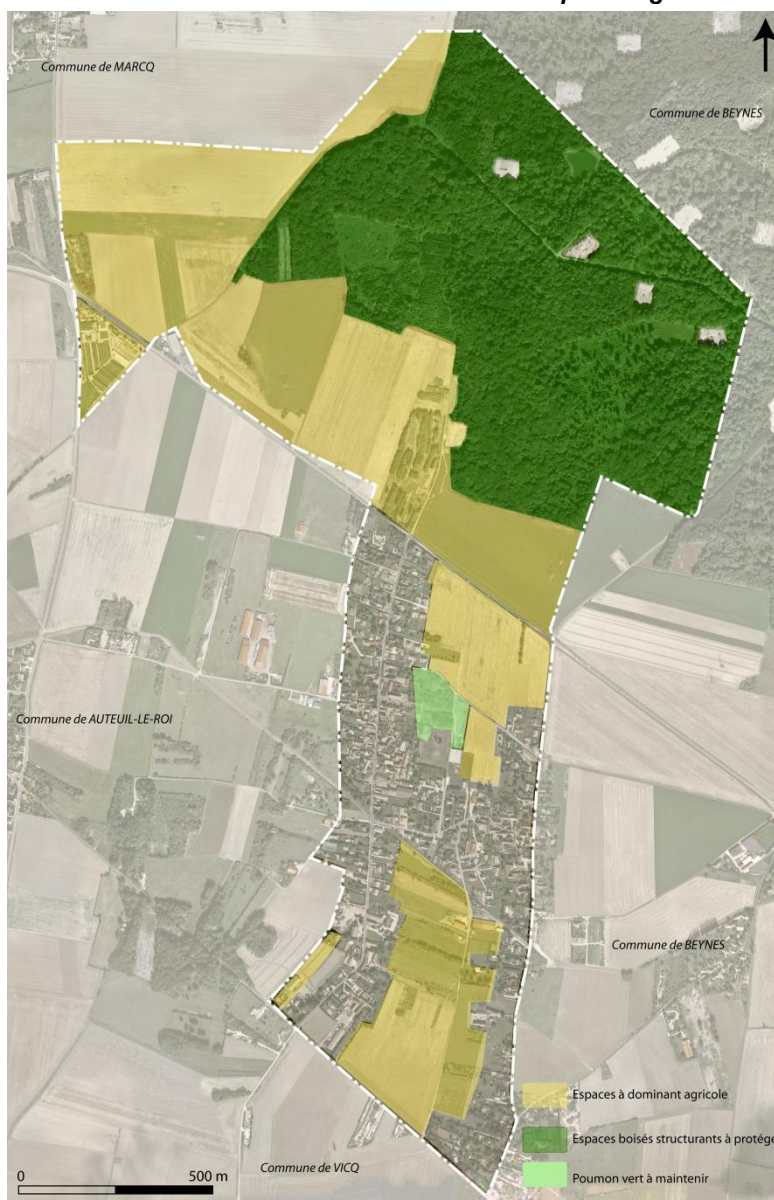 Commune de MARCQ
Commune de BEYNES
Commune de AUTEUIL-LE-ROI
Commune de BEYNES
Espaces à dominant agricole
Espaces boisés structurants à protége
Poumon vert à maintenir
Commune de VICQ
0 500 m